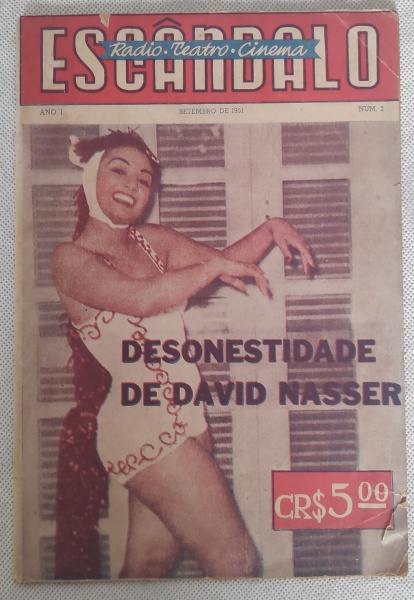 ESCÂNDALO
Radio · Teatro · Cinema
ANO I SETEMBRO DE 1951 NUM. 2
DESONESTIDADE
DE DAVID NASSER
CR$5 00